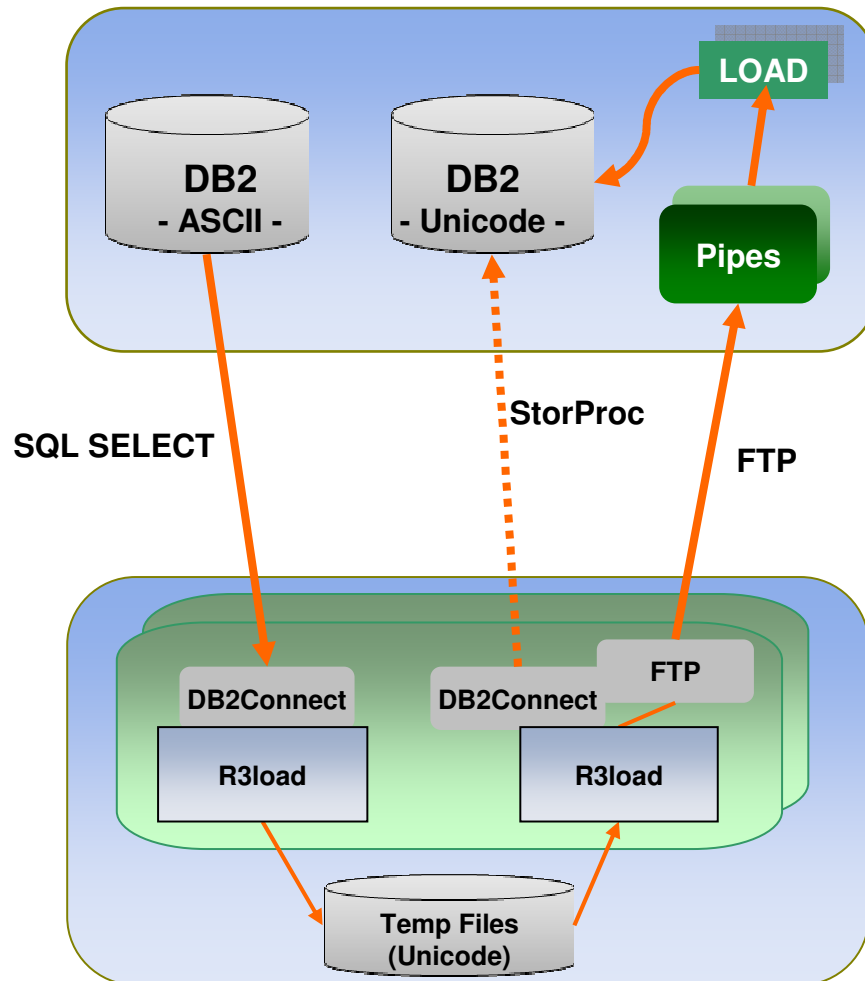 LOAD
DB2
- ASCII -
DB2
- Unicode -
Pipes
StorProc
SQL SELECT
FTP
DB2Connect
DB2Connect
FTP
R3load
R3load
Temp Files
(Unicode)